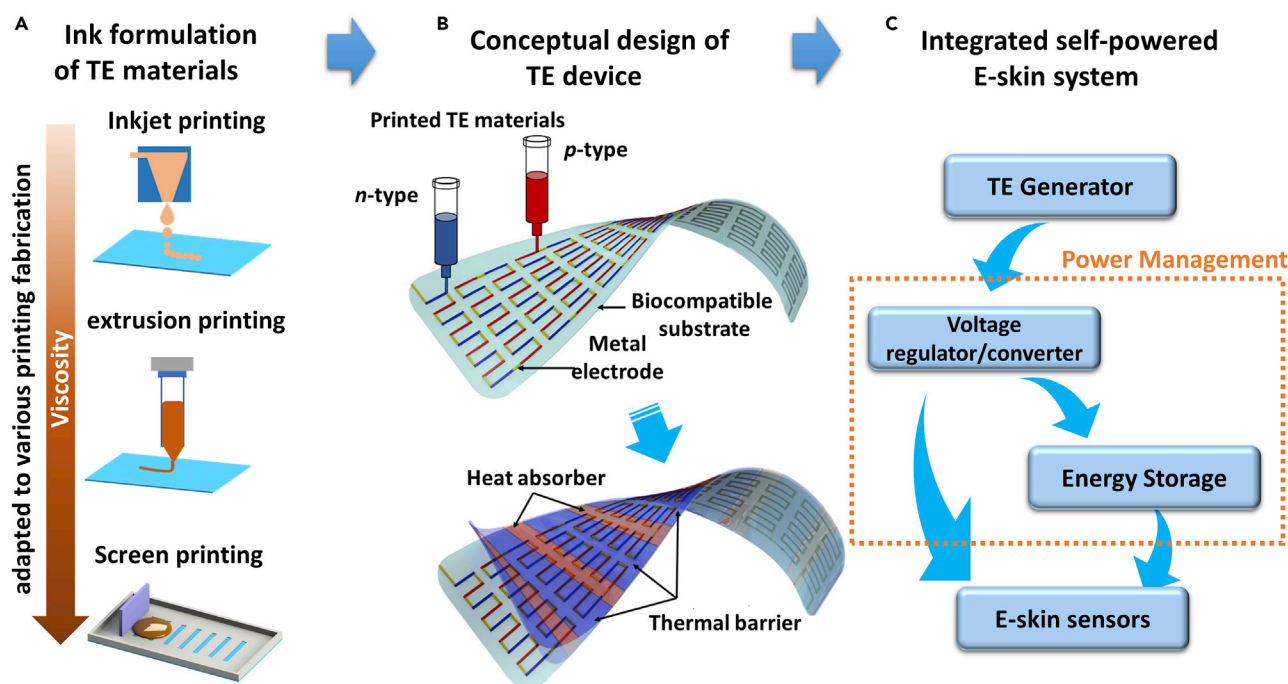 A
Ink formulation
of TE materials
adapted to various printing fabrication
Viscosity
Inkjet printing
extrusion printing
Screen printing
B
Conceptual design of
TE device
Printed TE materials
p-type
n-type
Biocompatible
substrate
Metal
electrode
Heat absorber
Thermal barrier
C
Integrated self-powered
E-skin system
TE Generator
Power Management
Voltage
regulator/converter
Energy Storage
E-skin sensors